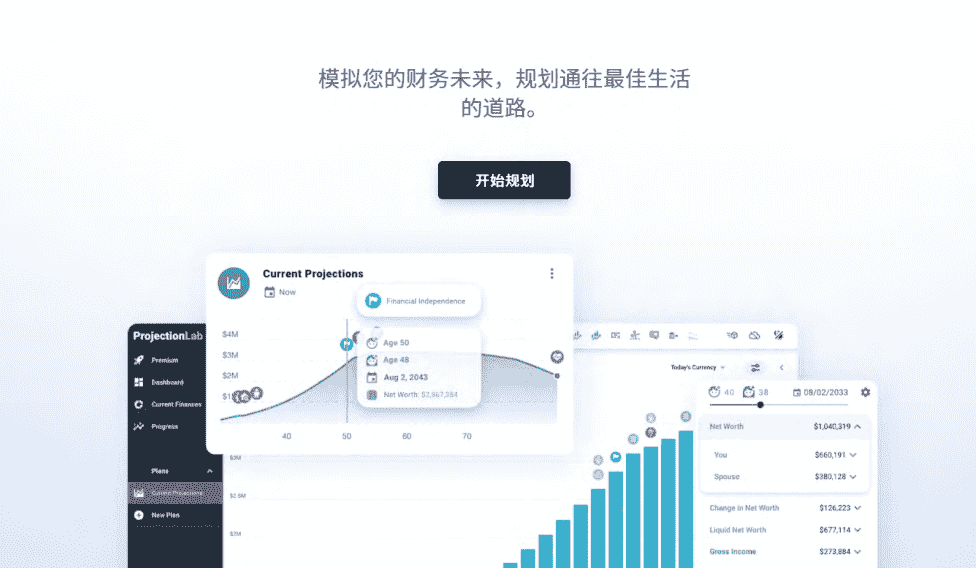 模拟您的财务未来，规划通往最佳生活
的道路。
开始规划
Current Projections
Now
Financial Independence
$4M
$3M
$2M
Age 50
Age 48
Aug 2, 2043
Net Worth: $2,967,384
40
50
60
70
ProjectionLab
Premium
Dashboard
Current Finances
Progress
Plans
Current Projections
New Plan
$3M
$2.5M
$2M
Today's Currency
40
38
08/02/2033
Net Worth
$1,040,319
You
$660,191
Spouse
$380,128
Change in Net Worth
$126,223
Liquid Net Worth
$677,114
Gross Income
$273,884